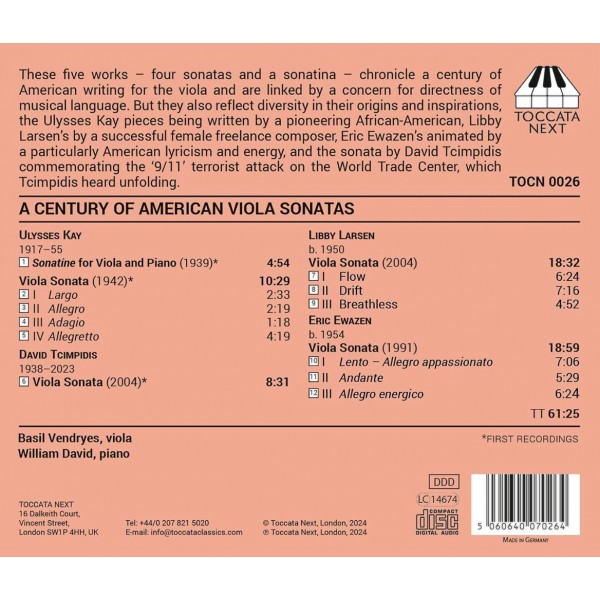 These five works – four sonatas and a sonatina – chronicle a century of
American writing for the viola and are linked by a concern for directness of
musical language. But they also reflect diversity in their origins and inspirations,
the Ulysses Kay pieces being written by a pioneering African-American, Libby
Larsen's by a successful female freelance composer, Eric Ewazen's animated by
a particularly American lyricism and energy, and the sonata by David Tcimpidis
commemorating the '9/11' terrorist attack on the World Trade Center, which
Tcimpidis heard unfolding.
TOCCATA
NEXT
TOCN 0026
A CENTURY OF AMERICAN VIOLA SONATAS
ULYSSES KAY
1917–55
1 Sonatine for Viola and Piano (1939)* 4:54
Viola Sonata (1942)* 10:29
2 I Largo 2:33
3 II Allegro 2:19
4 III Adagio 1:18
5 IV Allegretto 4:19
DAVID TCIMPIDIS
1938–2023
6 Viola Sonata (2004)* 8:31
LIBBY LARSEN
b. 1950
Viola Sonata (2004) 18:32
7 I Flow 6:24
8 II Drift 7:16
9 III Breathless 4:52
ERIC EWAZEN
b. 1954
Viola Sonata (1991) 18:59
10 I Lento – Allegro appassionato 7:06
11 II Andante 5:29
12 III Allegro energico 6:24
TT 61:25
Basil Vendryes, viola
William David, piano
*FIRST RECORDINGS
TOCCATA NEXT
16 Dalkeith Court,
Vincent Street,
London SW1P 4HH, UK
Tel: +44/0 207 821 5020
E-mail: info@toccataclassics.com
© Toccata Next, London, 2024
℗ Toccata Next, London, 2024
DDD
LC 14674
COMPACT
disc
DIGITAL AUDIO
5 060640 070264
MADE IN GERMANY